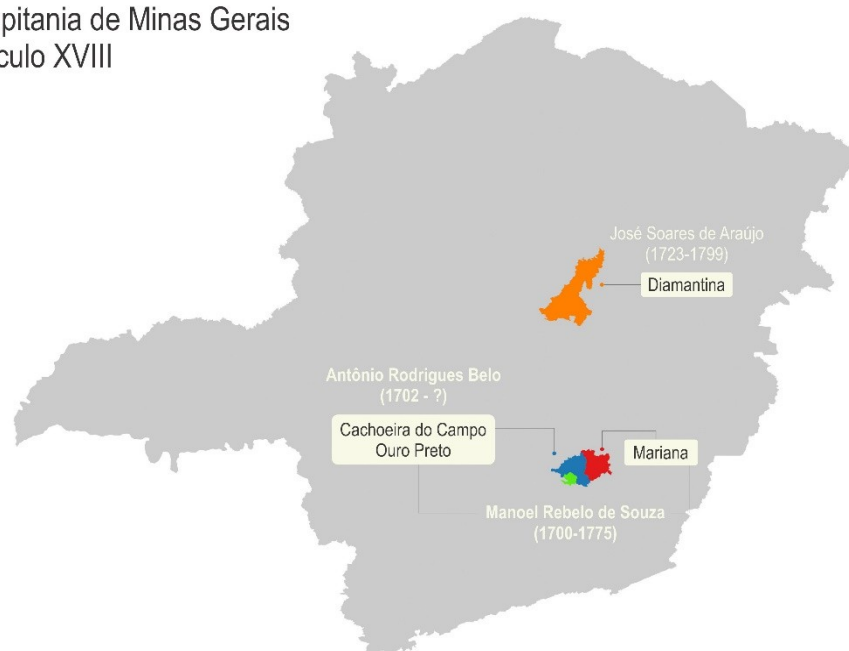 pitania de Minas Gerais
culo XVIII
José Soares de Araújo
(1723-1799)
Diamantina
Antônio Rodrigues Belo
(1702 - ?)
Cachoeira do Campo
Ouro Preto
Mariana
Manoel Rebelo de Souza
(1700-1775)